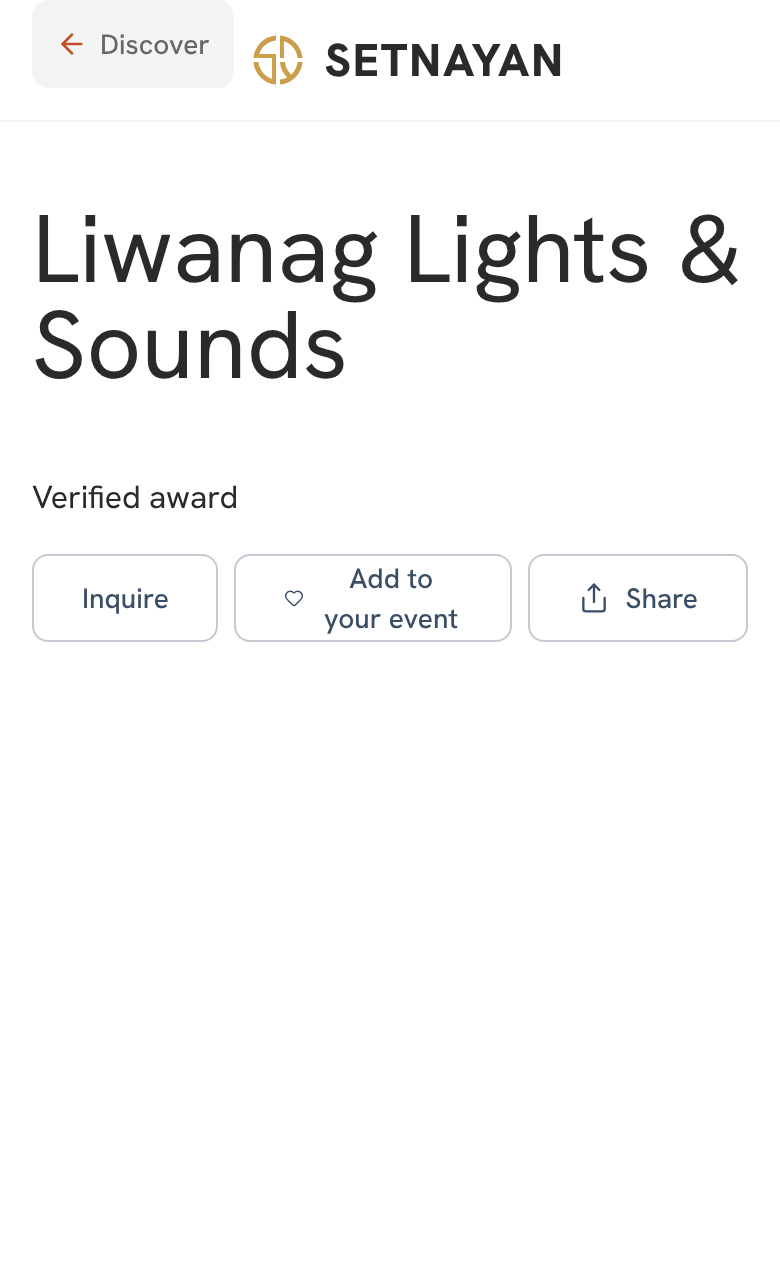 Discover
SETNAYAN
Liwanag Lights &
Sounds
Verified award
Inquire
Add to
your event
Share